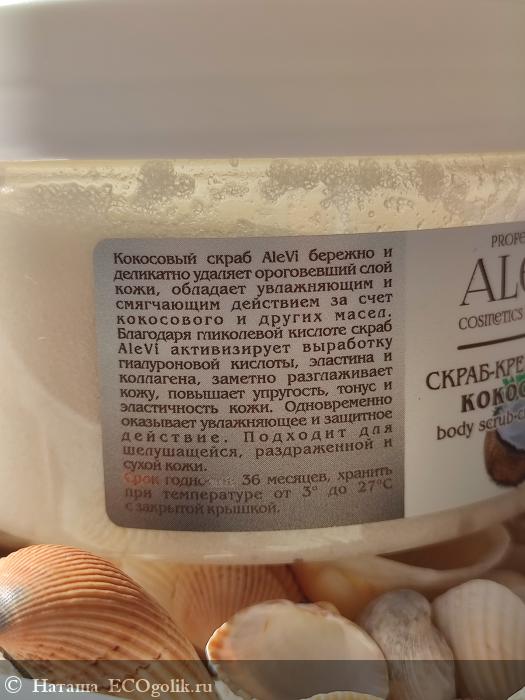 Кокосовый скраб AleVi бережно и
деликатно удаляет ороговевший слой
кожи, обладает увлажняющим и
смягчающим действием за счет
кокосового и других масел.
Благодаря гликолевой кислоте скраб
AleVi активизирует выработку
гиалуроновой кислоты, эластина и
коллагена, заметно разглаживает
кожу, повышает упругость, тонус и
эластичность кожи. Одновременно
оказывает увлажняющее и защитное
действие. Подходит для
шелушащейся, раздраженной и
сухой кожи.
Срок годности: 36 месяцев, хранить
при температуре от 3° до 27°С
с закрытой крышкой.
PROFE
AL
COSMETICS
СКРАБ-КРЕ
КОКО
body scrub-c
© Наташа ECOgolik.ru